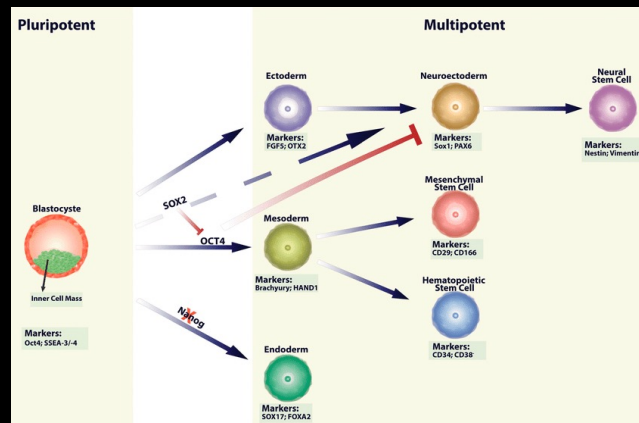 Pluripotent
Multipotent
Ectoderm
Markers:
FGF5; OTX2
Neuroectoderm
Markers:
Sox1; PAX6
Neural
Stem Cell
Markers:
Nestin; Vimentin
SOX2
OCT4
Blastocyste
Inner Cell Mass
Markers:
Oct4; SSEA-3/-4
Mesoderm
Markers:
Brachyury; HAND1
Mesenchymal
Stem Cell
Markers:
CD29; CD166
Hematopoietic
Stem Cell
Markers:
CD34; CD38-
Nanog
X
Endoderm
Markers:
SOX17; FOXA2